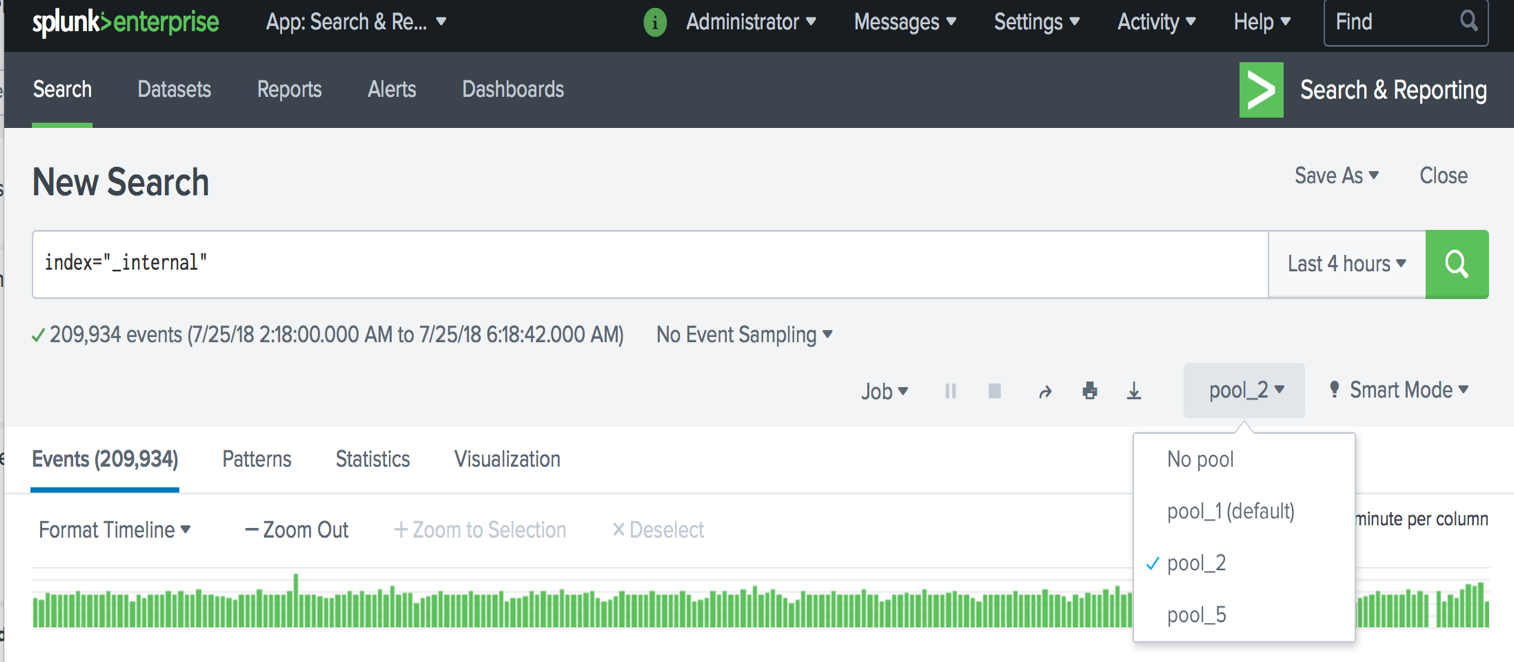 splunk>enterprise App: Search & Re... Administrator Messages Settings Activity Help Find
Search Datasets Reports Alerts Dashboards Search & Reporting
New Search Save As Close
index="_internal" Last 4 hours
209,934 events (7/25/18 2:18:00.000 AM to 7/25/18 6:18:42.000 AM) No Event Sampling
Job pool_2 Smart Mode
Events (209,934) Patterns Statistics Visualization
No pool
pool_1 (default)
Format Timeline — Zoom Out + Zoom to Selection × Deselect minute per column
pool_2
pool_5